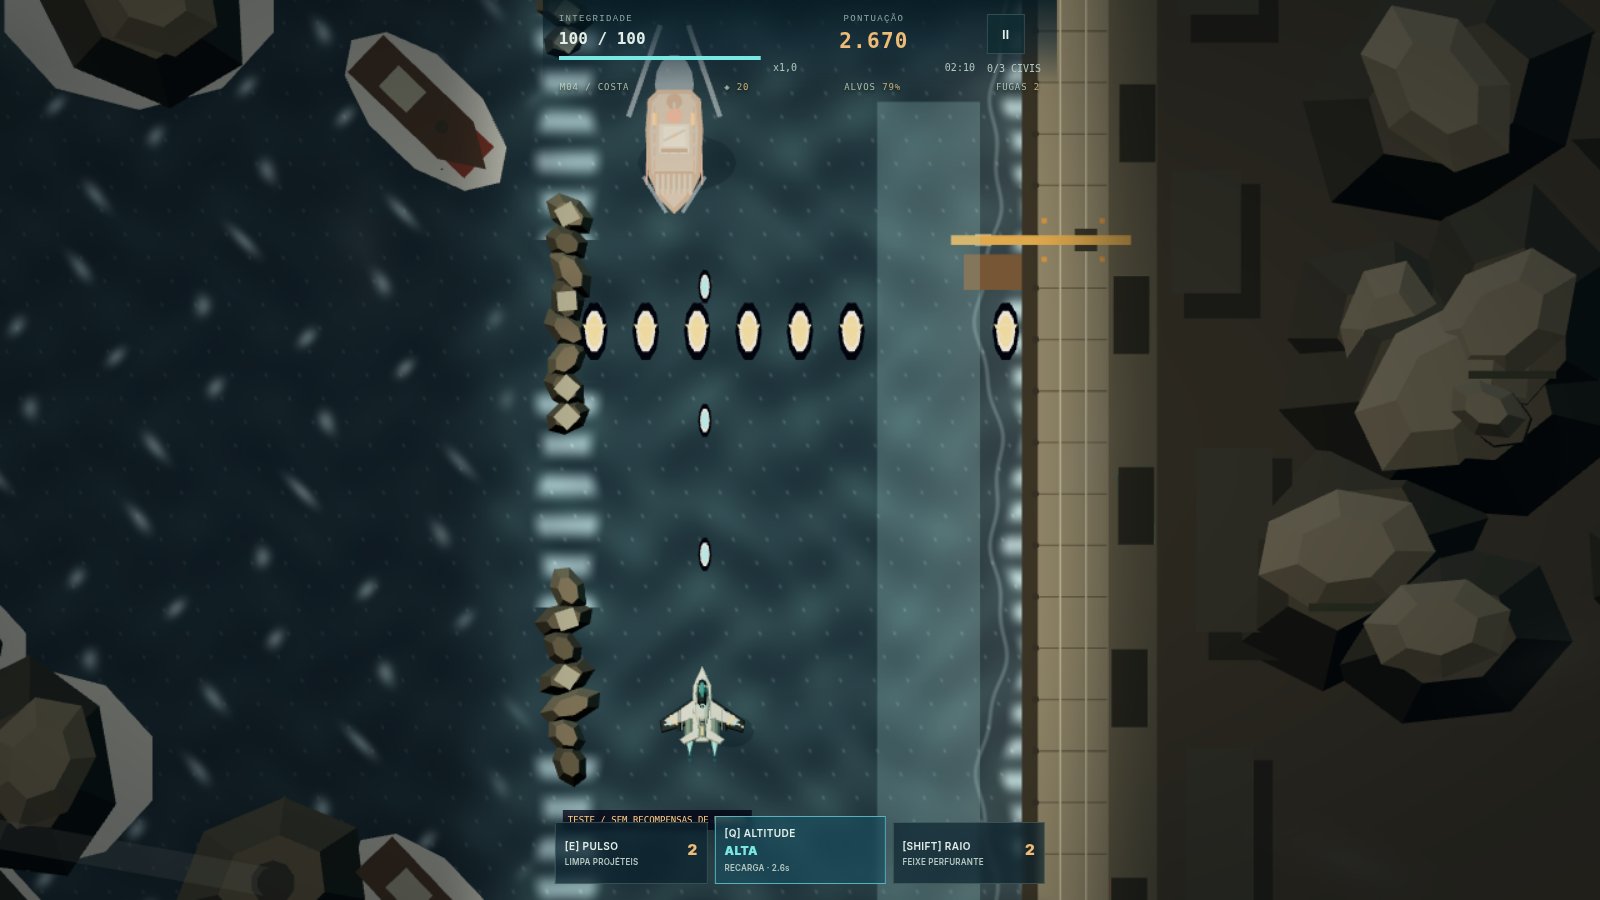 INTEGRIDADE
100 / 100
x1,0
M04 / COSTA
◆ 20
PONTUAÇÃO
2.670
02:10
0/3 CIVIS
ALVOS 79%
FUGAS 2
TESTE / SEM RECOMPENSAS DE
[E] PULSO
LIMPA PROJÉTEIS
2
[Q] ALTITUDE
ALTA
RECARGA · 2.6s
[SHIFT] RAIO
FEIXE PERFURANTE
2